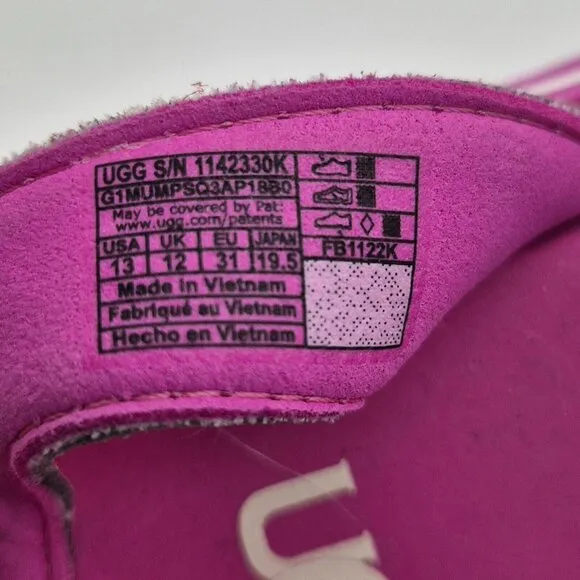 UGG S/N 1142330K
G1MUMPSQ3AP18B0
May be covered by Pat:
www.ugg.com/patents
USA UK EU JAPAN
13 12 31 19.5
FB1122K
Made in Vietnam
Fabriqué au Vietnam
Hecho en Vietnam